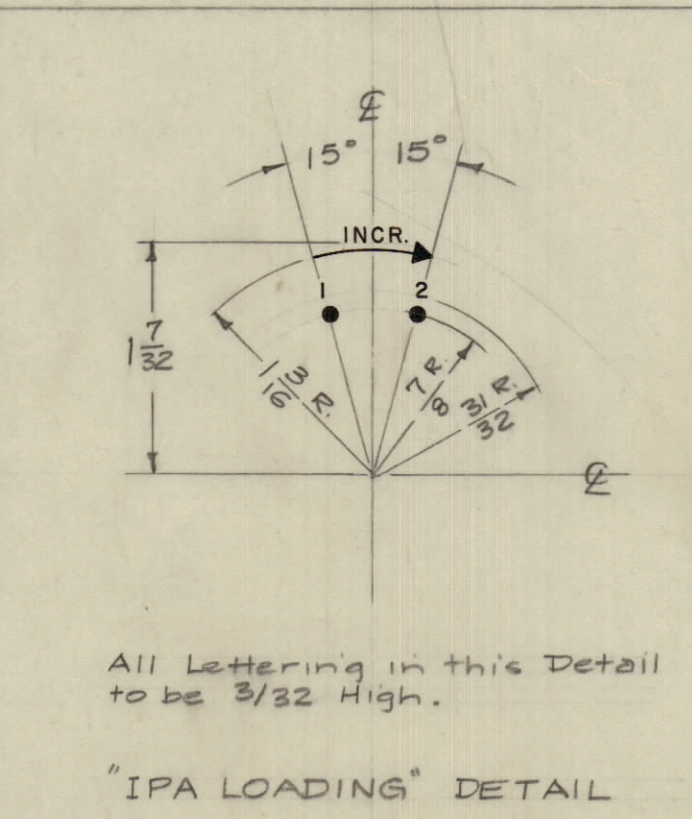 ℄
15° 15°
INCR.
1 2
1 7/32
1 3/16 R.
7/8 R.
31/32 R.
℄
All Lettering in this Detail
to be 3/32 High.
"IPA LOADING" DETAIL